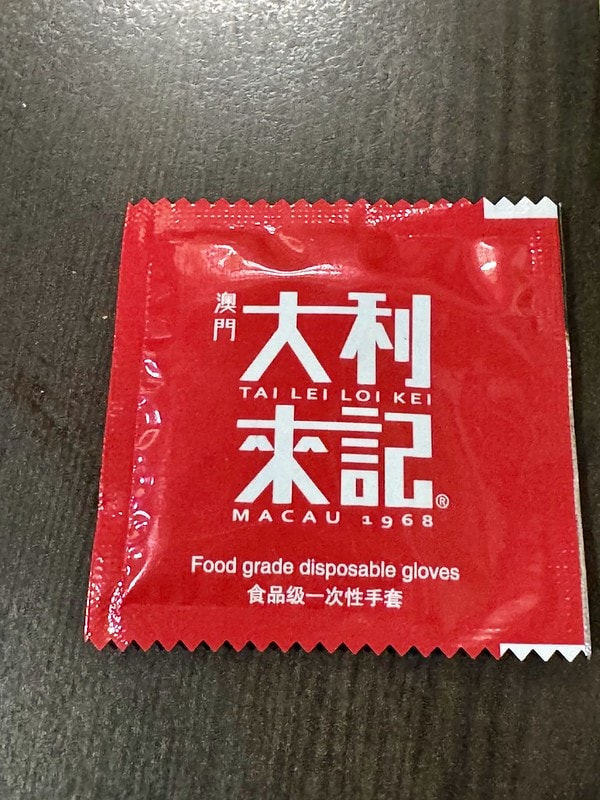 澳門
大利
TAI LEI LOI KEI
來記®
MACAU 1968
Food grade disposable gloves
食品级一次性手套